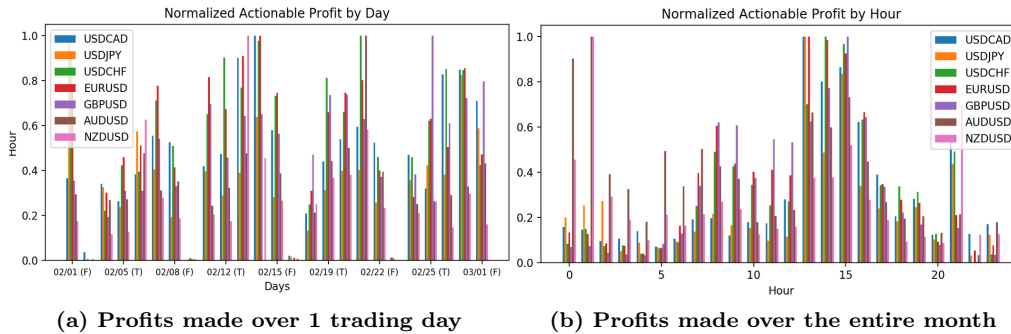 Normalized Actionable Profit by Day
1.0
0.8
0.6
0.4
0.2
0.0
Hour
USDCAD
USDJPY
USDCHF
EURUSD
GBPUSD
AUDUSD
NZDUSD
02/01 (F) 02/05 (T) 02/08 (F) 02/12 (T) 02/15 (F) 02/19 (T) 02/22 (F) 02/25 (T) 03/01 (F)
Days
(a) Profits made over 1 trading day
Normalized Actionable Profit by Hour
1.0
0.8
0.6
0.4
0.2
0.0
USDCAD
USDJPY
USDCHF
EURUSD
GBPUSD
AUDUSD
NZDUSD
0 5 10 15 20
Hour
(b) Profits made over the entire month